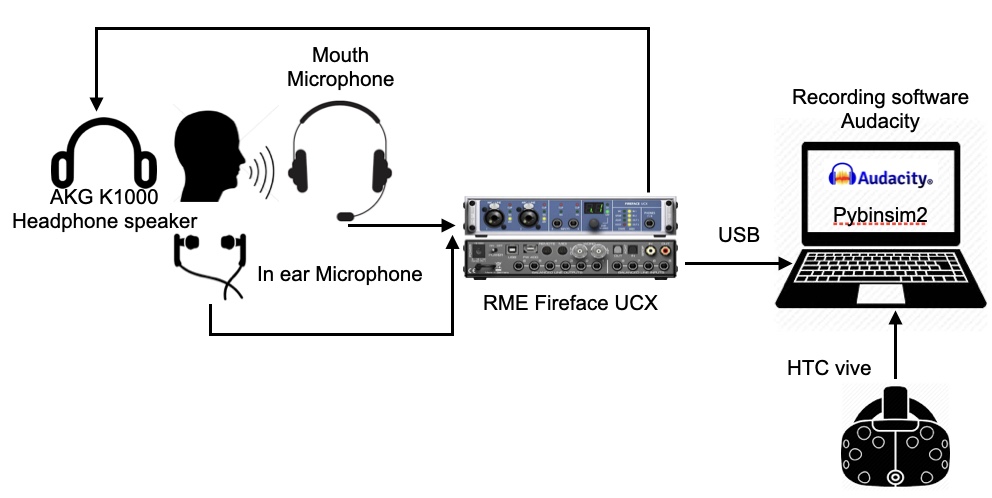 Mouth
Microphone
Recording software
Audacity
Audacity®
Pybinsim2
AKG K1000
Headphone speaker
USB
In ear Microphone
RME Fireface UCX
HTC vive